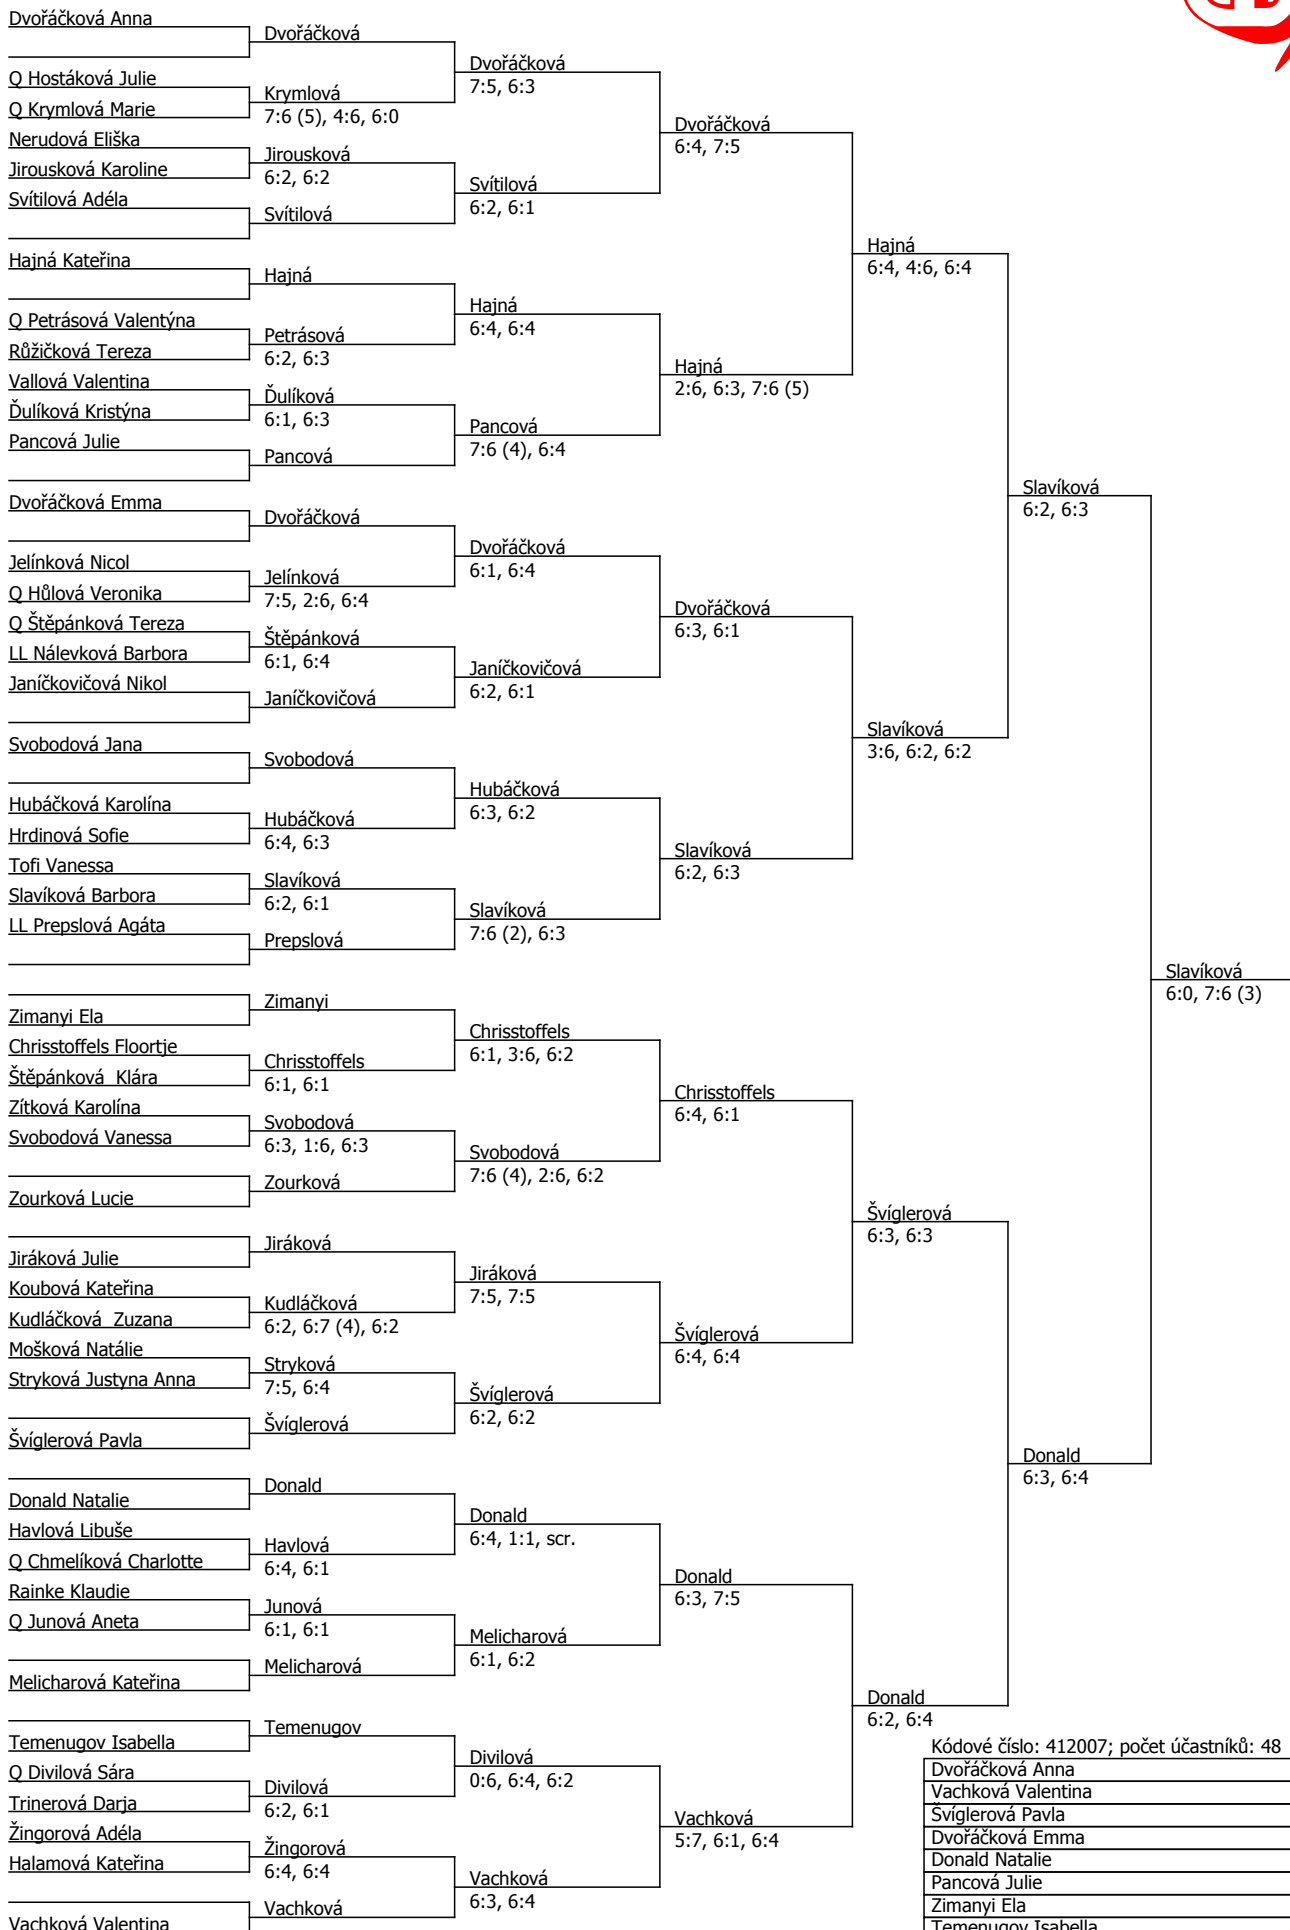 Dvořáčková Anna
Q Hostáková Julie
Q Krymlová Marie
Nerudová Eliška
Jirousková Karoline
Svítilová Adéla
Hajná Kateřina
Q Petrásová Valentýna
Růžičková Tereza
Vallová Valentina
Ďulíková Kristýna
Pancová Julie
Dvořáčková Emma
Jelínková Nicol
Q Hůlová Veronika
Q Štěpánková Tereza
LL Nálevková Barbora
Janíčkovičová Nikol
Svobodová Jana
Hubáčková Karolína
Hrdinová Sofie
Tofi Vanessa
Slavíková Barbora
LL Prepslová Agáta
Zimanyi Ela
Chrisstoffels Floortje
Štěpánková  Klára
Zítková Karolína
Svobodová Vanessa
Zourková Lucie
Jiráková Julie
Koubová Kateřina
Kudláčková  Zuzana
Mošková Natálie
Stryková Justyna Anna
Švíglerová Pavla
Donald Natalie
Havlová Libuše
Q Chmelíková Charlotte
Rainke Klaudie
Q Junová Aneta
Melicharová Kateřina
Temenugov Isabella
Q Divilová Sára
Trinerová Darja
Žingorová Adéla
Halamová Kateřina
Vachková Valentina
Dvořáčková
Krymlová
7:6 (5), 4:6, 6:0
Jirousková
6:2, 6:2
Svítilová
Hajná
Petrásová
6:2, 6:3
Ďulíková
6:1, 6:3
Pancová
Dvořáčková
Jelínková
7:5, 2:6, 6:4
Štěpánková
6:1, 6:4
Janíčkovičová
Svobodová
Hubáčková
6:4, 6:3
Slavíková
6:2, 6:1
Prepslová
Zimanyi
Chrisstoffels
6:1, 6:1
Svobodová
6:3, 1:6, 6:3
Zourková
Jiráková
Kudláčková
6:2, 6:7 (4), 6:2
Stryková
7:5, 6:4
Švíglerová
Donald
Havlová
6:4, 6:1
Junová
6:1, 6:1
Melicharová
Temenugov
Divilová
6:2, 6:1
Žingorová
6:4, 6:4
Vachková
Dvořáčková
7:5, 6:3
Svítilová
6:2, 6:1
Hajná
6:4, 6:4
Pancová
7:6 (4), 6:4
Dvořáčková
6:1, 6:4
Janíčkovičová
6:2, 6:1
Hubáčková
6:3, 6:2
Slavíková
7:6 (2), 6:3
Chrisstoffels
6:1, 3:6, 6:2
Svobodová
7:6 (4), 2:6, 6:2
Jiráková
7:5, 7:5
Švíglerová
6:2, 6:2
Donald
6:4, 1:1, scr.
Melicharová
6:1, 6:2
Divilová
0:6, 6:4, 6:2
Vachková
6:3, 6:4
Dvořáčková
6:4, 7:5
Hajná
2:6, 6:3, 7:6 (5)
Dvořáčková
6:3, 6:1
Slavíková
6:2, 6:3
Chrisstoffels
6:4, 6:1
Švíglerová
6:4, 6:4
Donald
6:3, 7:5
Vachková
5:7, 6:1, 6:4
Hajná
6:4, 4:6, 6:4
Slavíková
3:6, 6:2, 6:2
Švíglerová
6:3, 6:3
Donald
6:2, 6:4
Slavíková
6:2, 6:3
Donald
6:3, 6:4
Slavíková
6:0, 7:6 (3)
Kódové číslo: 412007; počet účastníků: 48
Dvořáčková Anna
Vachková Valentina
Švíglerová Pavla
Dvořáčková Emma
Donald Natalie
Pancová Julie
Zimanyi Ela
Temenugov Isabella